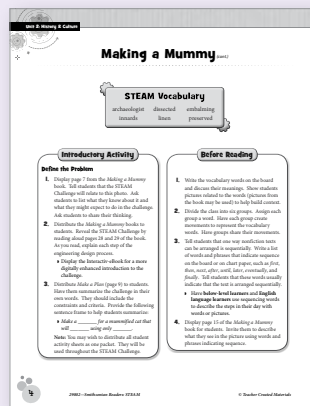 Unit 2: History & Culture
Making a Mummy (cont.)
STEAM Vocabulary
archaeologist dissected embalming
innards linen preserved
Introductory Activity
Define the Problem
1. Display page 7 from the Making a Mummy
book. Tell students that the STEAM
Challenge will relate to this photo. Ask
students to list what they know about it and
what they might expect to do in the challenge.
Ask students to share their thinking.
2. Distribute the Making a Mummy books to
students. Reveal the STEAM Challenge by
reading aloud pages 28 and 29 of the book.
As you read, explain each step of the
engineering design process.
Display the Interactiv-eBook for a more
digitally enhanced introduction to the
challenge.
3. Distribute Make a Plan (page 9) to students.
Have them summarize the challenge in their
own words. They should include the
constraints and criteria. Provide the following
sentence frame to help students summarize:
Make a ______ for a mummified cat that
will ______ using only ______.
Note: You may wish to distribute all student
activity sheets as one packet. They will be
used throughout the STEAM Challenge.
Before Reading
1. Write the vocabulary words on the board
and discuss their meanings. Show students
pictures related to the words (pictures from
the book may be used) to help build context.
2. Divide the class into six groups. Assign each
group a word. Have each group create
movements to represent the vocabulary
words. Have groups share their movements.
3. Tell students that one way nonfiction texts
can be arranged is sequentially. Write a list
of words and phrases that indicate sequence
on the board or on chart paper, such as first,
then, next, after, until, later, eventually, and
finally. Tell students that these words usually
indicate that the text is arranged sequentially.
Have below-level learners and English
language learners use sequencing words
to describe the steps in their day with
words or pictures.
4. Display page 15 of the Making a Mummy
book for students. Invite them to describe
what they see in the picture using words and
phrases indicating sequence.
4
29882—Smithsonian Readers: STEAM
© Teacher Created Materials